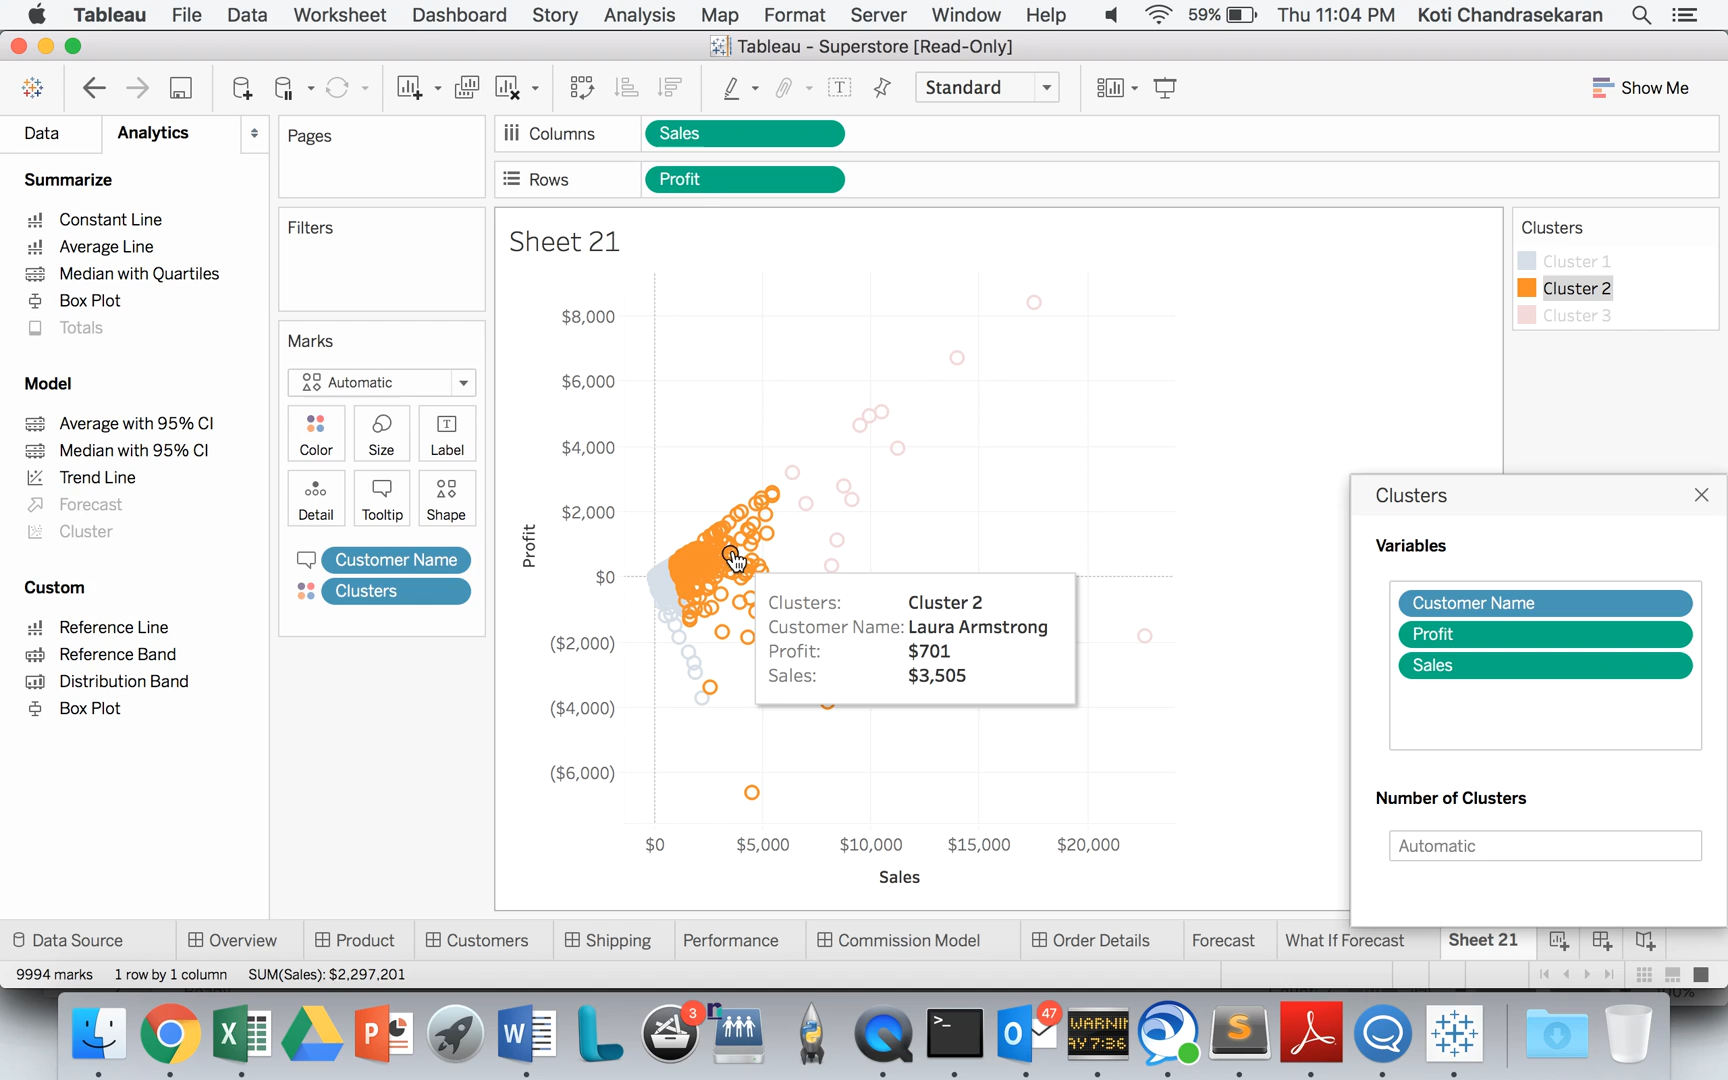 Tableau File Data Worksheet Dashboard Story Analysis Map Format Server Window Help 59% Thu 11:04 PM Koti Chandrasekaran
Tableau - Superstore [Read-Only]
Standard
Show Me
Data
Analytics
Summarize
Constant Line
Average Line
Median with Quartiles
Box Plot
Totals
Model
Average with 95% CI
Median with 95% CI
Trend Line
Forecast
Cluster
Custom
Reference Line
Reference Band
Distribution Band
Box Plot
Pages
Filters
Marks
Automatic
Color
Size
Label
Detail
Tooltip
Shape
Customer Name
Clusters
Columns
Sales
Rows
Profit
Sheet 21
Profit
$8,000
$6,000
$4,000
$2,000
$0
($2,000)
($4,000)
($6,000)
$0
$5,000
$10,000
$15,000
$20,000
Sales
Clusters: Cluster 2
Customer Name: Laura Armstrong
Profit: $701
Sales: $3,505
Clusters
Cluster 1
Cluster 2
Cluster 3
Clusters
Variables
Customer Name
Profit
Sales
Number of Clusters
Automatic
Data Source
Overview
Product
Customers
Shipping
Performance
Commission Model
Order Details
Forecast
What If Forecast
Sheet 21
9994 marks 1 row by 1 column SUM(Sales): $2,297,201
3
47
WARNIN
AY 7:36